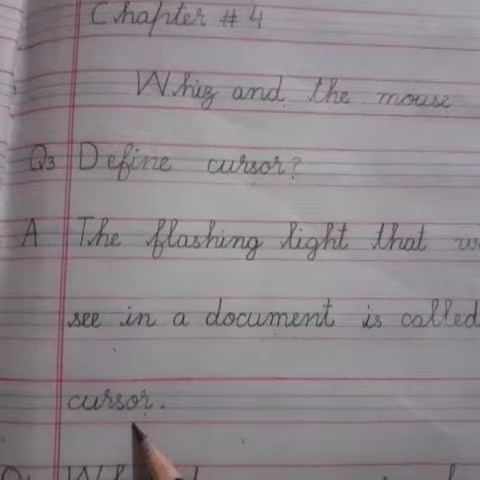 Chapter # 4
Whiz and the mouse
Q3 Define cursor?
A The flashing light that
see in a document is called
cursor.